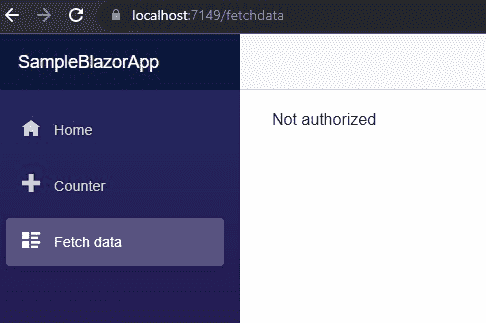 localhost:7149/fetchdata
SampleBlazorApp
Home
Not authorized
Counter
Fetch data